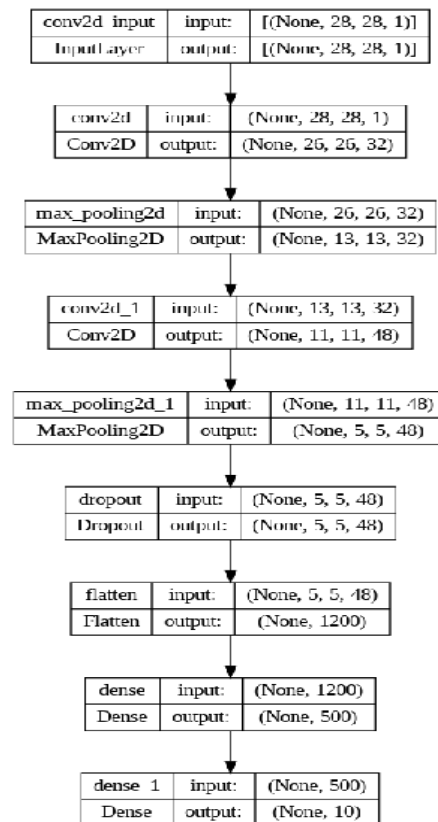 conv2d_input input: [(None, 28, 28, 1)]
InputLayer output: [(None, 28, 28, 1)]
conv2d input: (None, 28, 28, 1)
Conv2D output: (None, 26, 26, 32)
max_pooling2d input: (None, 26, 26, 32)
MaxPooling2D output: (None, 13, 13, 32)
conv2d_1 input: (None, 13, 13, 32)
Conv2D output: (None, 11, 11, 48)
max_pooling2d_1 input: (None, 11, 11, 48)
MaxPooling2D output: (None, 5, 5, 48)
dropout input: (None, 5, 5, 48)
Dropout output: (None, 5, 5, 48)
flatten input: (None, 5, 5, 48)
Flatten output: (None, 1200)
dense input: (None, 1200)
Dense output: (None, 500)
dense_1 input: (None, 500)
Dense output: (None, 10)